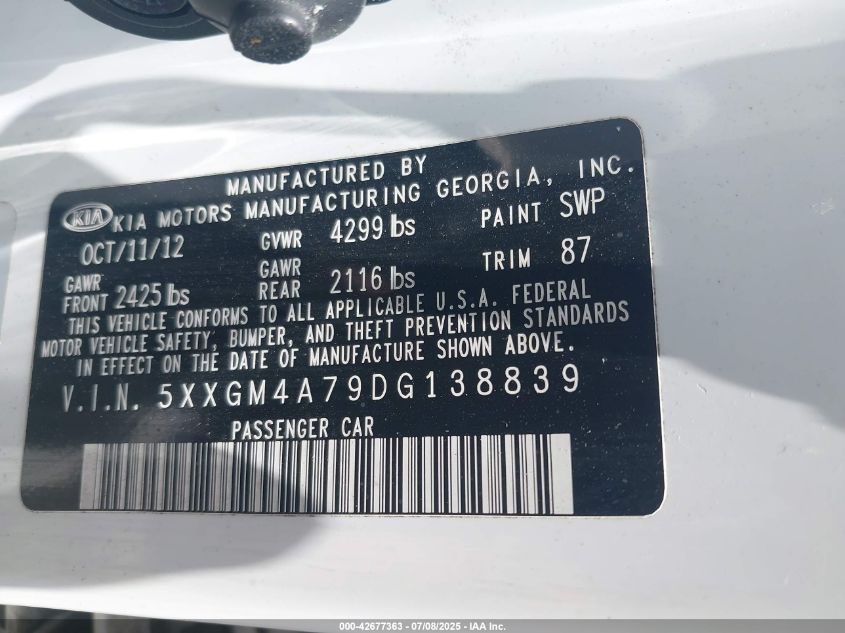 MANUFACTURED BY
KIA KIA MOTORS MANUFACTURING GEORGIA, INC.
OCT/11/12 GVWR 4299 lbs PAINT SWP
GAWR FRONT 2425 lbs GAWR REAR 2116 lbs TRIM 87
THIS VEHICLE CONFORMS TO ALL APPLICABLE U.S.A. FEDERAL
MOTOR VEHICLE SAFETY, BUMPER, AND THEFT PREVENTION STANDARDS
IN EFFECT ON THE DATE OF MANUFACTURE SHOWN ABOVE.
V.I.N. 5XXGM4A79DG138839
PASSENGER CAR
000-42677363 - 07/08/2025 - IAA Inc.